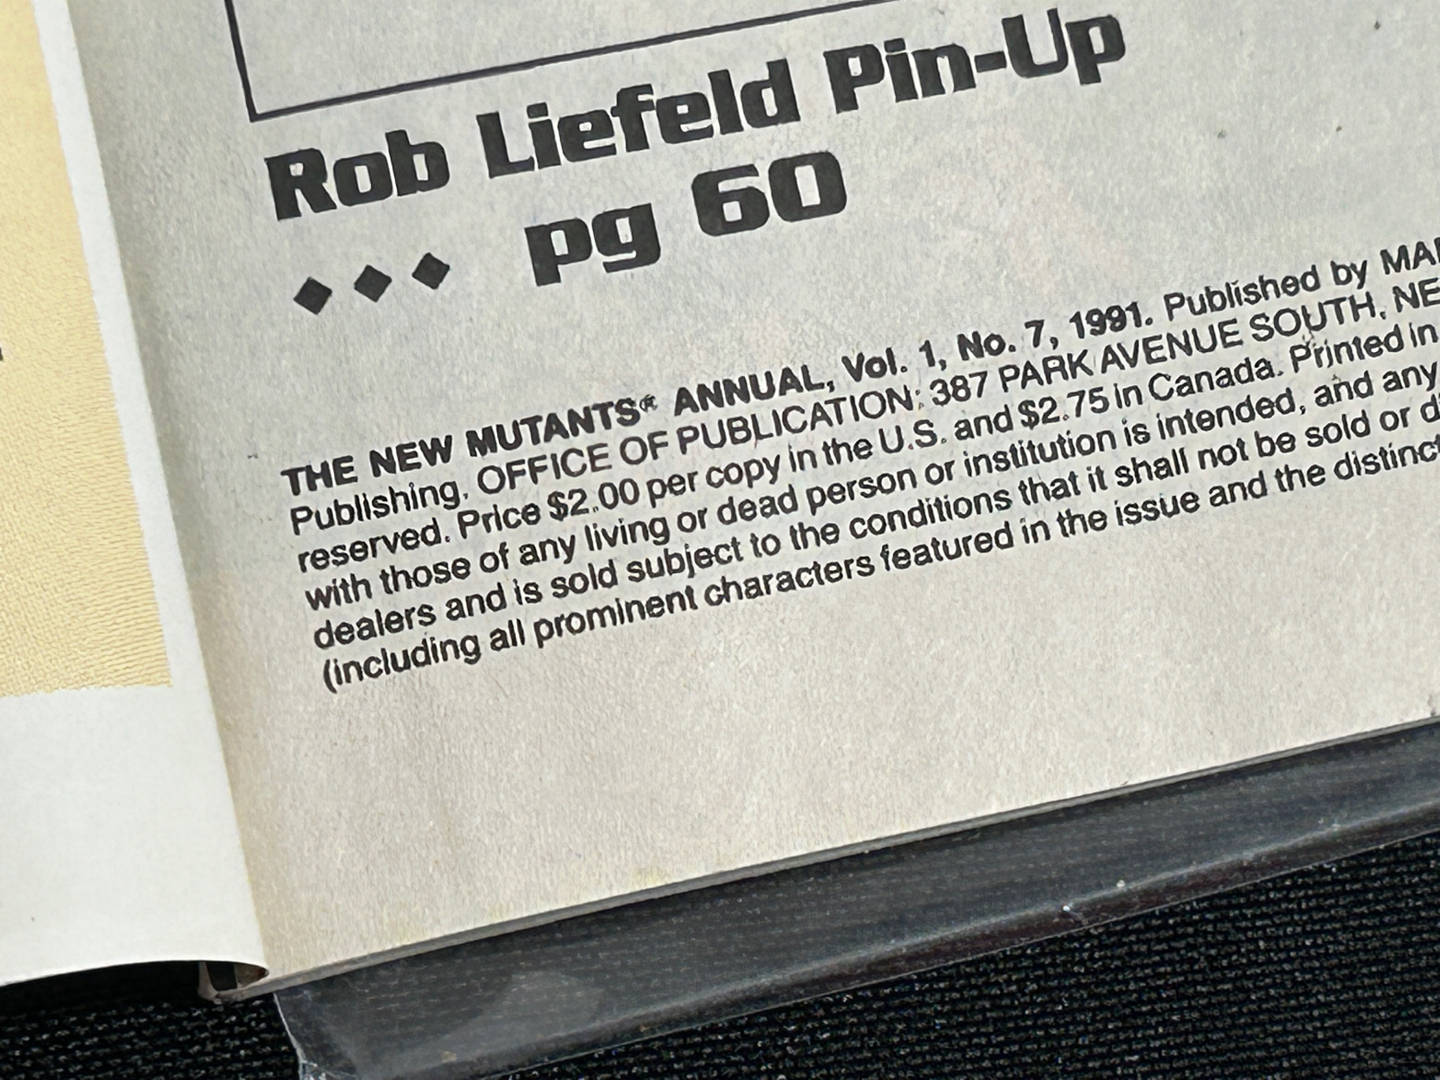 Rob Liefeld Pin-Up
◆ ◆ ◆ pg 60
THE NEW MUTANTS® ANNUAL, Vol. 1, No. 7, 1991. Published by
Publishing. OFFICE OF PUBLICATION: 387 PARK AVENUE SOUTH,
reserved. Price $2.00 per copy in the U.S. and $2.75 in Canada. Printed in
with those of any living or dead person or institution is intended, and any
dealers and is sold subject to the conditions that it shall not be sold or
(including all prominent characters featured in the issue and the